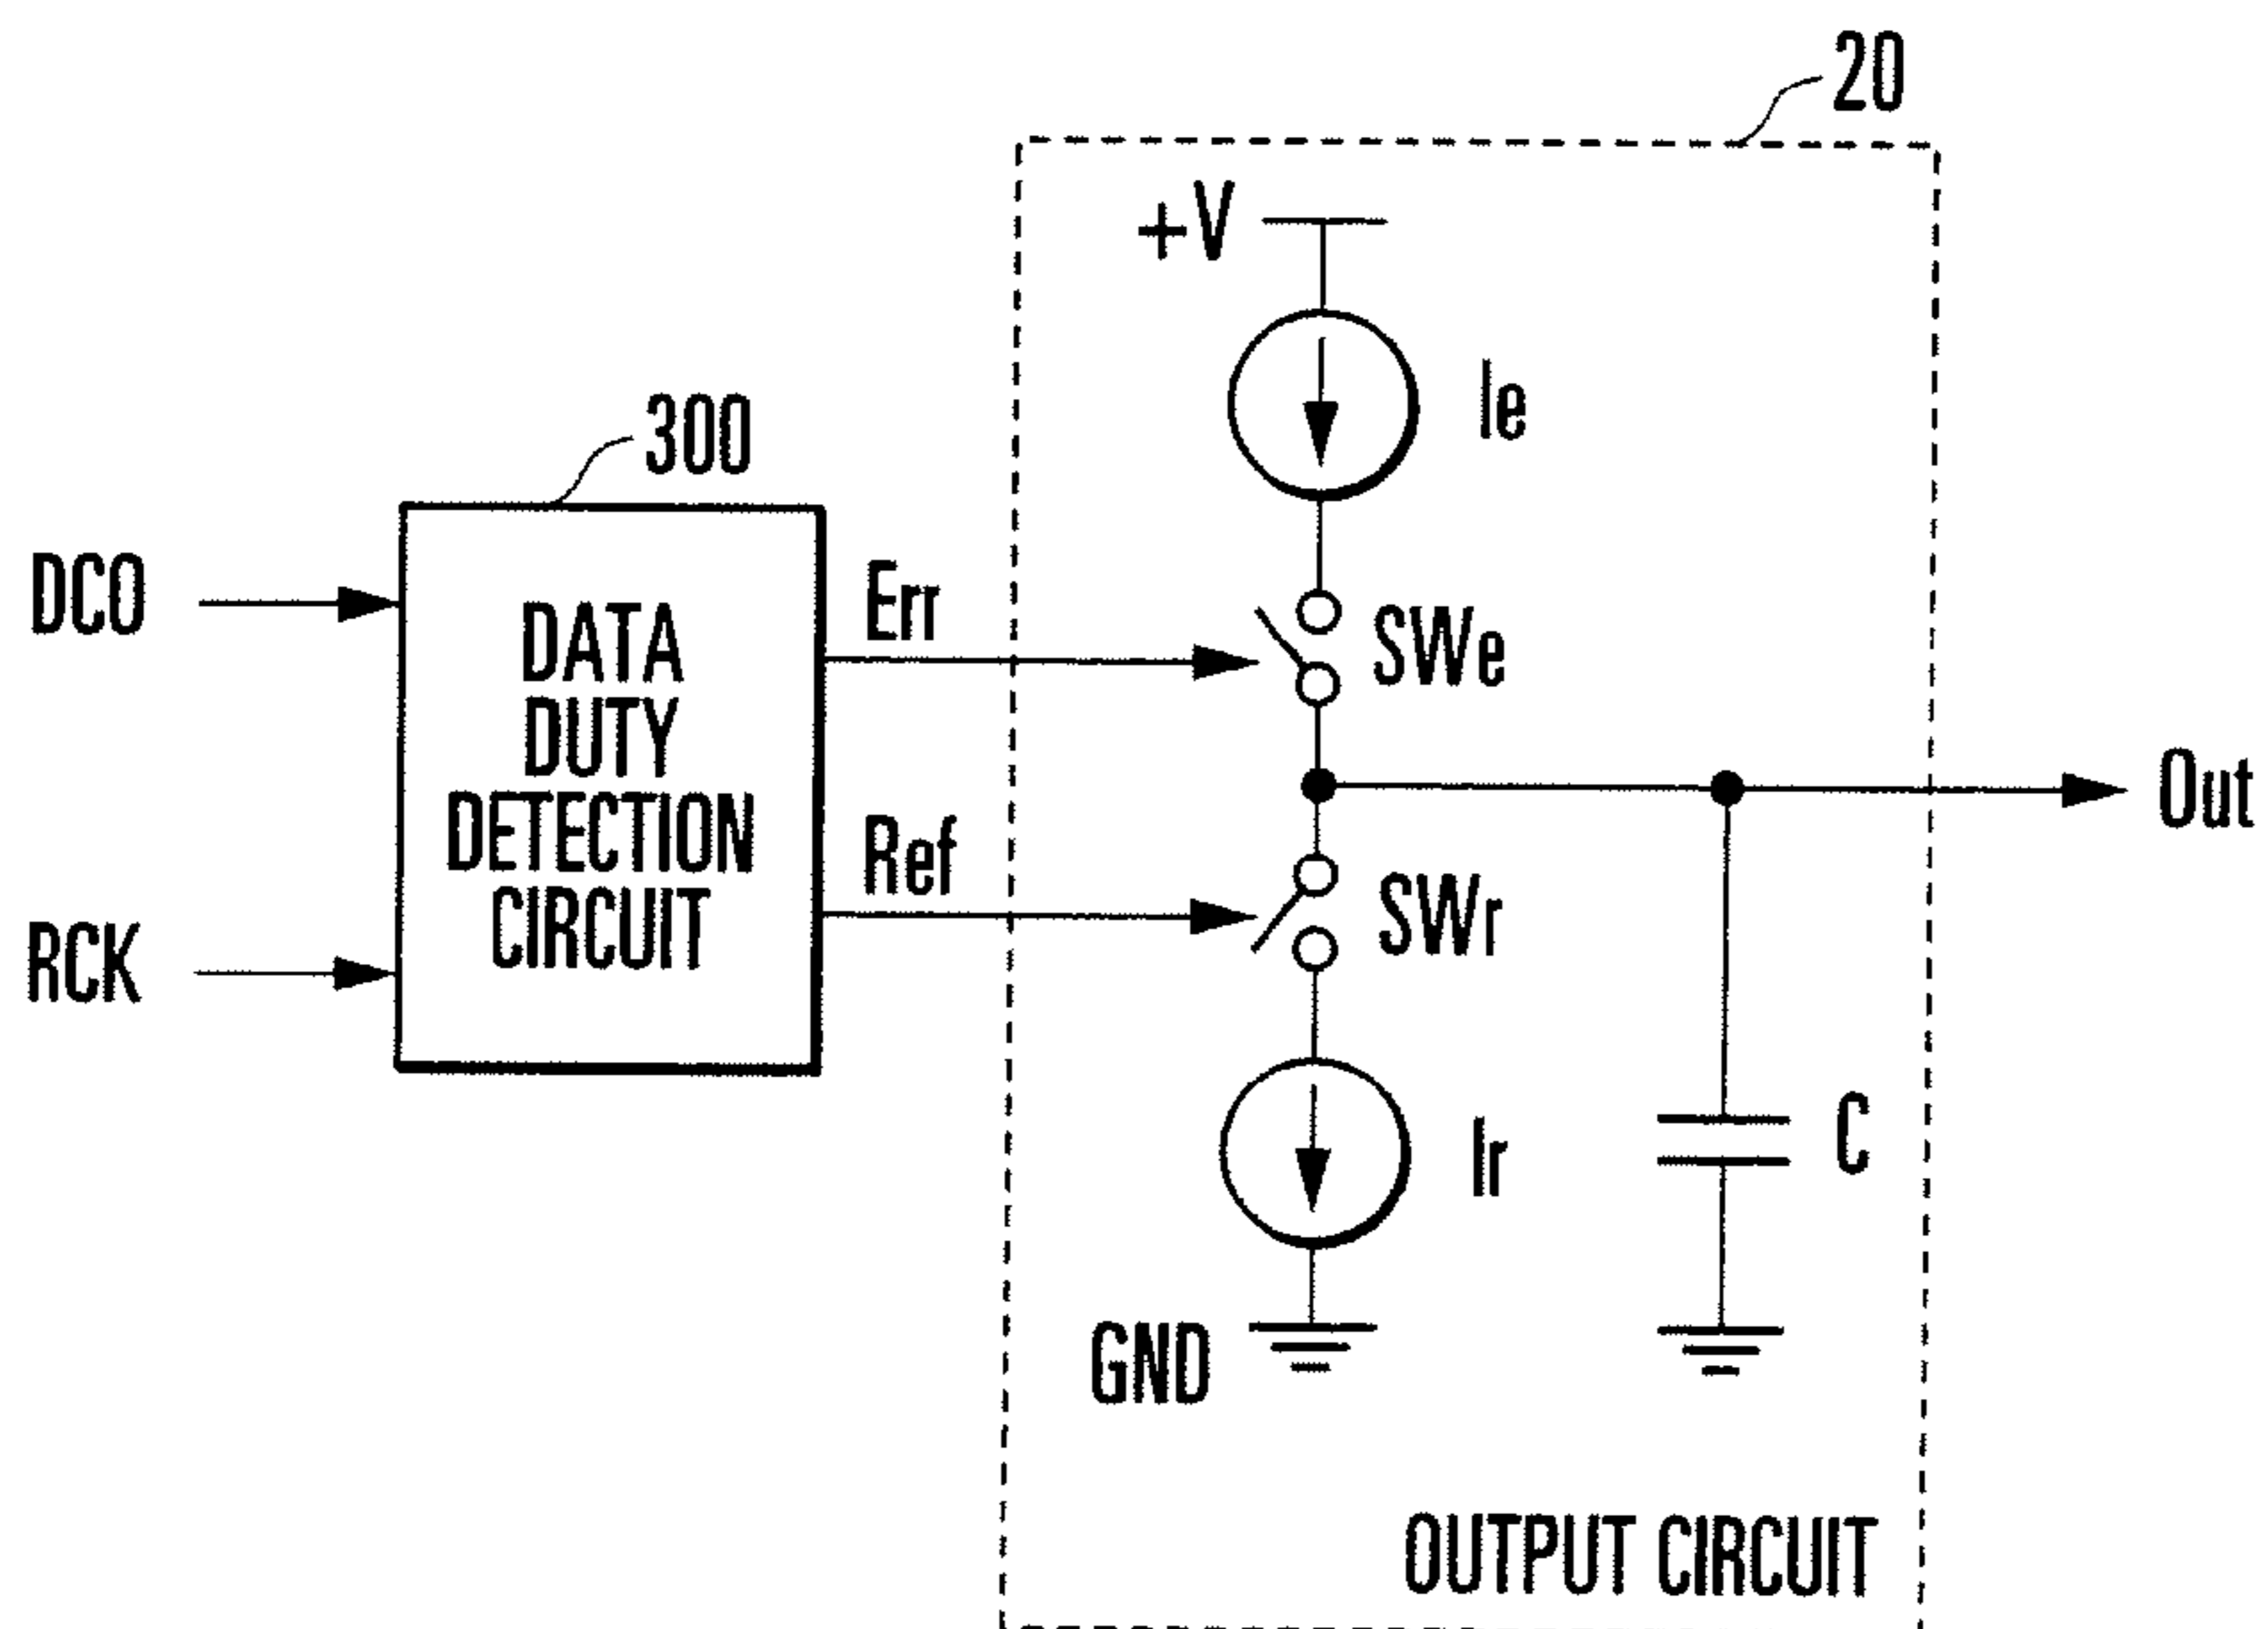 20
+V
Ie
300
DCO
Err
DATA
DUTY
DETECTION
CIRCUIT
SWe
Out
Ref
SWr
RCK
Ir
C
GND
OUTPUT CIRCUIT